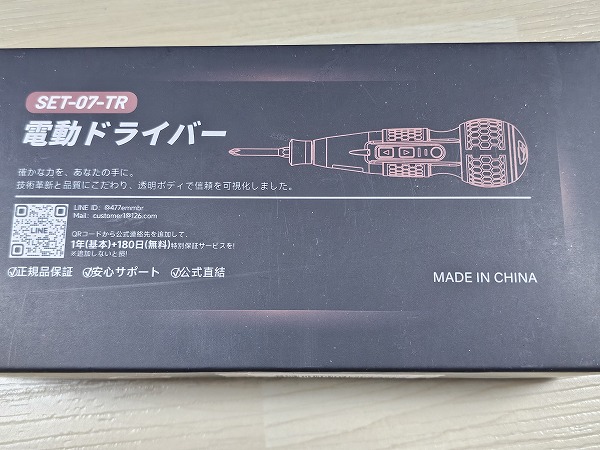 SET-07-TR
電動ドライバー
確かな力を、あなたの手に。
技術革新と品質にこだわり、透明ボディで信頼を可視化しました。
LINE ID: @477emmbr
Mail: customer1@126.com
LINE
QRコードから公式連絡先を追加して、
1年(基本)+180日(無料)特別保証サービスを!
※追加しないと損!
正規品保証 安心サポート 公式直結
MADE IN CHINA